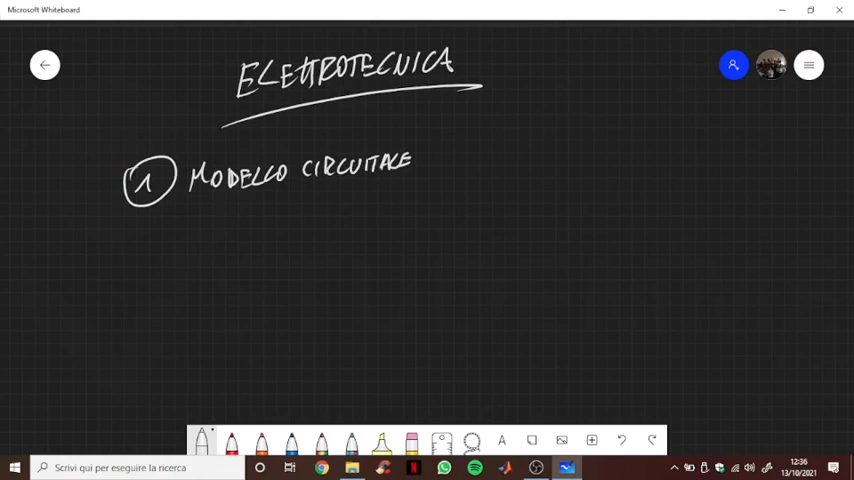 Microsoft Whiteboard
ELETTROTECNICA
1 MODELLO CIRCUITALE
A
Scrivi qui per eseguire la ricerca
12:36
13/10/2021